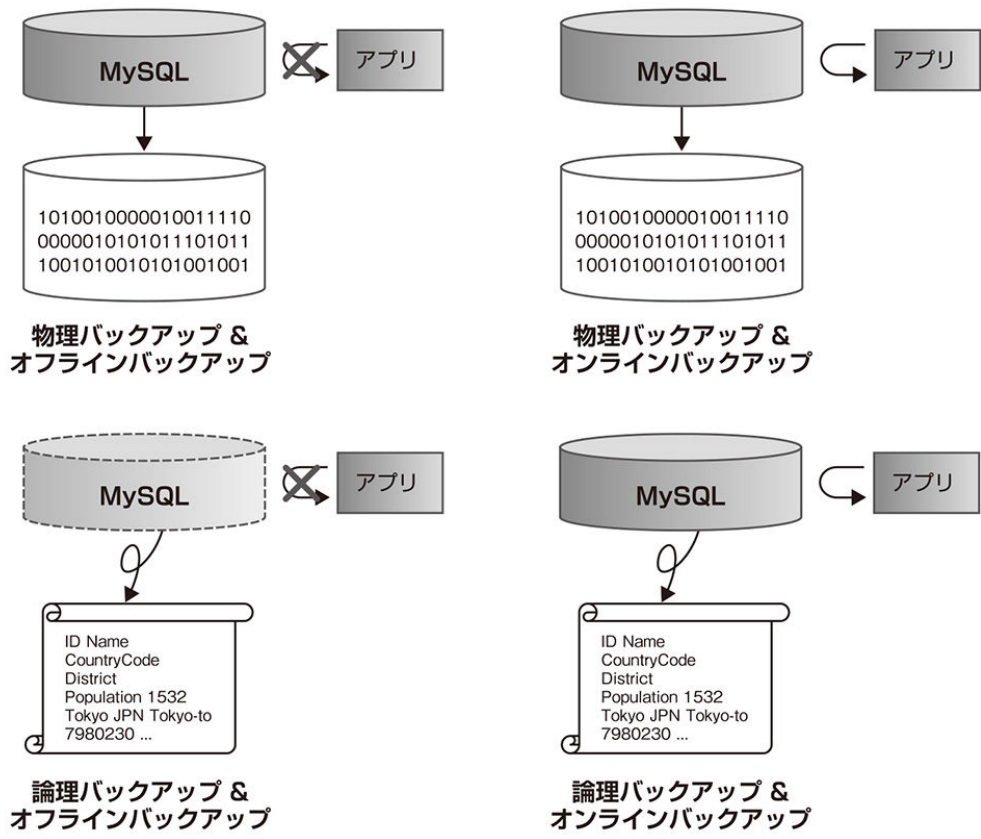 MySQL
アプリ
1010010000010011110
0000010101011101011
1001010010101001001
物理バックアップ &
オフラインバックアップ
MySQL
アプリ
1010010000010011110
0000010101011101011
1001010010101001001
物理バックアップ &
オンラインバックアップ
MySQL
アプリ
ID Name
CountryCode
District
Population 1532
Tokyo JPN Tokyo-to
7980230 ...
論理バックアップ &
オフラインバックアップ
MySQL
アプリ
ID Name
CountryCode
District
Population 1532
Tokyo JPN Tokyo-to
7980230 ...
論理バックアップ &
オンラインバックアップ